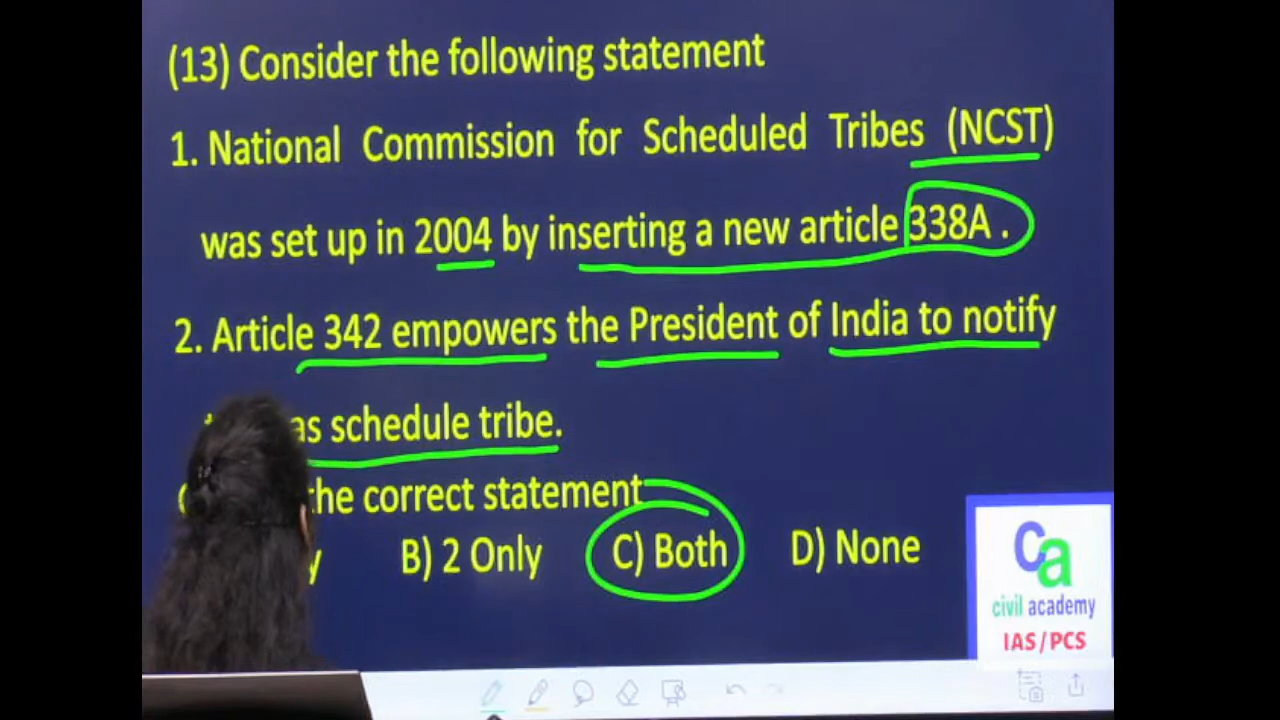 (13) Consider the following statement
1. National Commission for Scheduled Tribes (NCST)
was set up in 2004 by inserting a new article 338A .
2. Article 342 empowers the President of India to notify
as schedule tribe.
the correct statement
B) 2 Only C) Both D) None
ca
civil academy
IAS/PCS